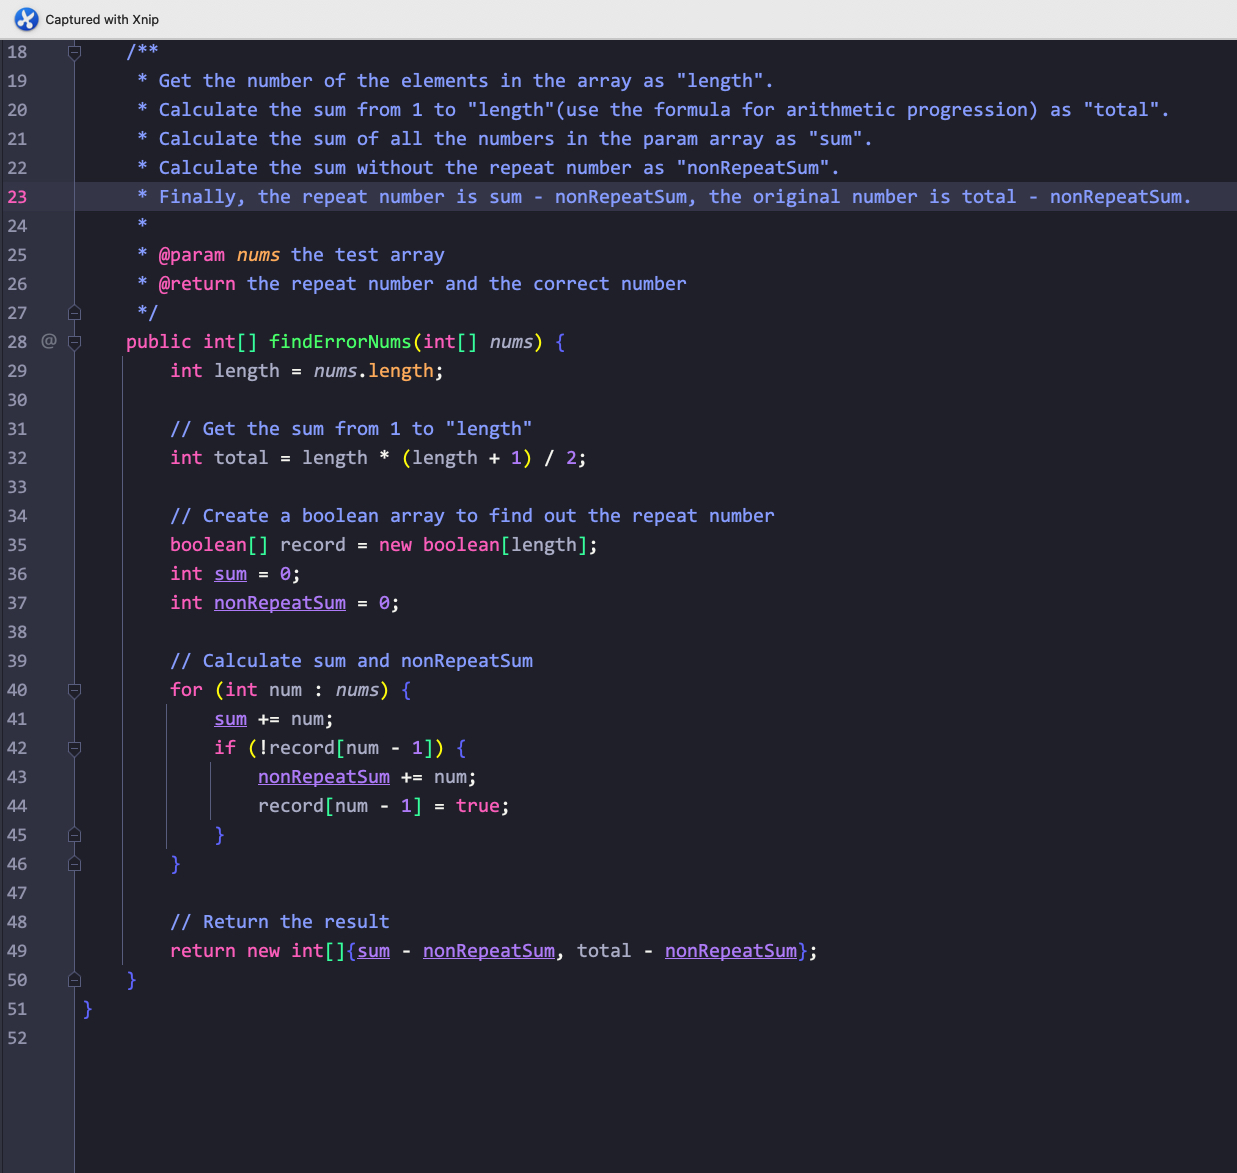 Captured with Xnip
18 /**
19 * Get the number of the elements in the array as "length".
20 * Calculate the sum from 1 to "length"(use the formula for arithmetic progression) as "total".
21 * Calculate the sum of all the numbers in the param array as "sum".
22 * Calculate the sum without the repeat number as "nonRepeatSum".
23 * Finally, the repeat number is sum - nonRepeatSum, the original number is total - nonRepeatSum.
24 *
25 * @param nums the test array
26 * @return the repeat number and the correct number
27 */
28 @ public int[] findErrorNums(int[] nums) {
29 int length = nums.length;
30
31 // Get the sum from 1 to "length"
32 int total = length * (length + 1) / 2;
33
34 // Create a boolean array to find out the repeat number
35 boolean[] record = new boolean[length];
36 int sum = 0;
37 int nonRepeatSum = 0;
38
39 // Calculate sum and nonRepeatSum
40 for (int num : nums) {
41 sum += num;
42 if (!record[num - 1]) {
43 nonRepeatSum += num;
44 record[num - 1] = true;
45 }
46 }
47
48 // Return the result
49 return new int[]{sum - nonRepeatSum, total - nonRepeatSum};
50 }
51 }
52